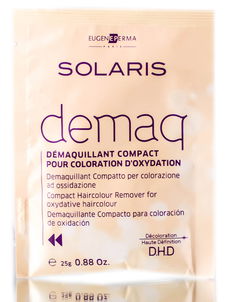 EUGENEPERMA
PARIS
SOLARIS
demaq
DÉMAQUILLANT COMPACT
POUR COLORATION D'OXYDATION
Demaquillant Compatto per colorazione
ad ossidazione
Compact Haircolour Remover for
oxydative haircolour
Demaquillante Compacto para coloración
de oxidación
Décoloration
Haute Définition
D.H.D
25g 0.88 Oz.